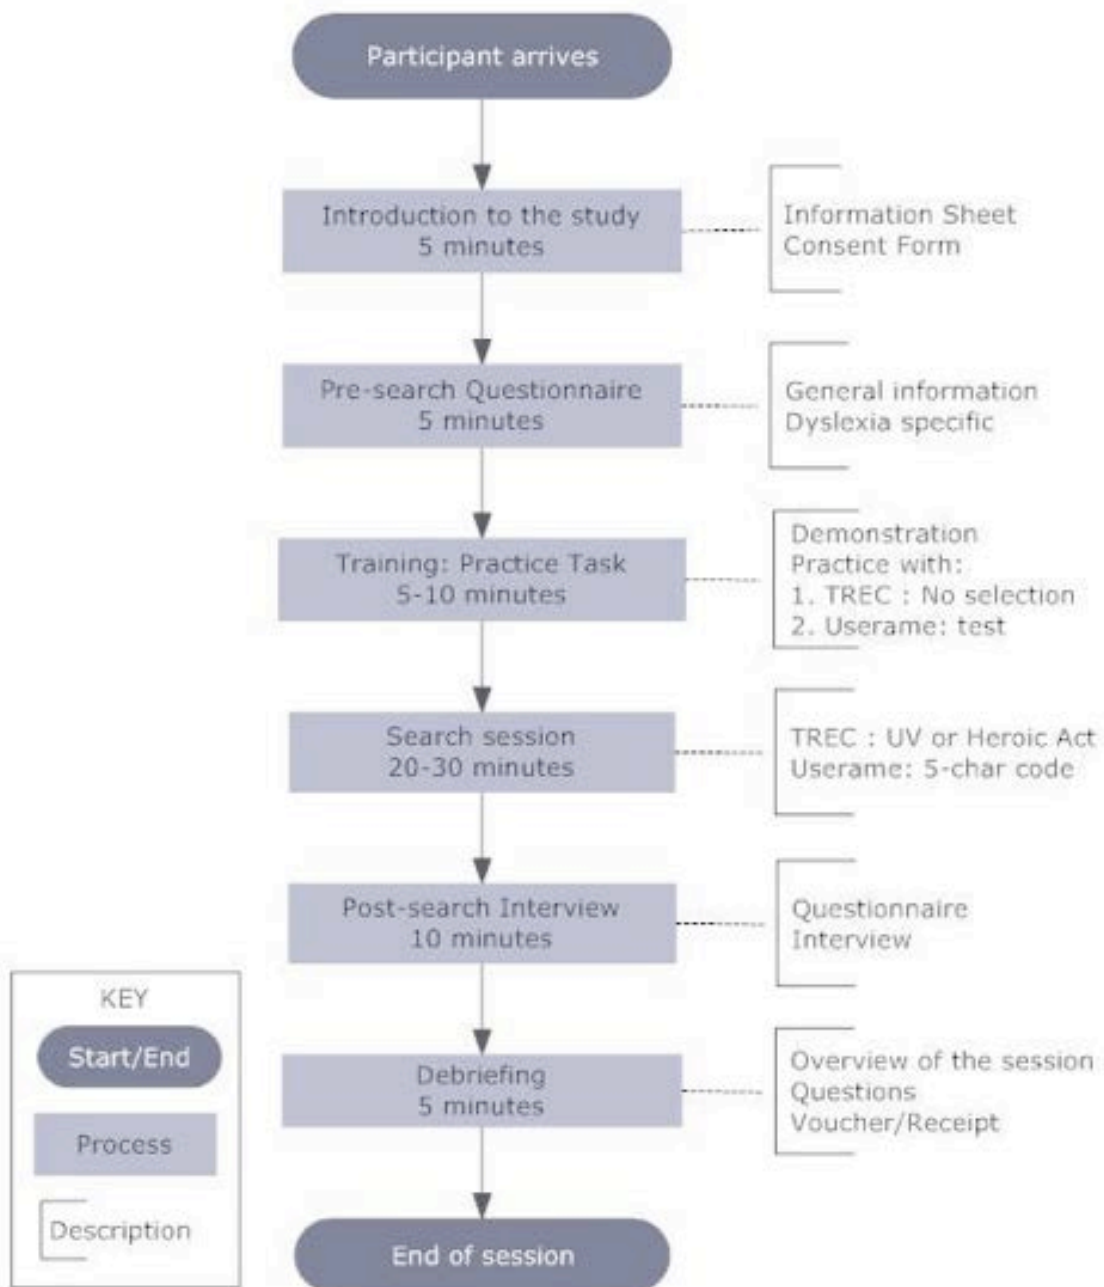 Participant arrives
Introduction to the study
5 minutes
Information Sheet
Consent Form
Pre-search Questionnaire
5 minutes
General information
Dyslexia specific
Training: Practice Task
5-10 minutes
Demonstration
Practice with:
1. TREC : No selection
2. Userame: test
Search session
20-30 minutes
TREC : UV or Heroic Act
Userame: 5-char code
Post-search Interview
10 minutes
Questionnaire
Interview
Debriefing
5 minutes
Overview of the session
Questions
Voucher/Receipt
End of session
KEY
Start/End
Process
Description